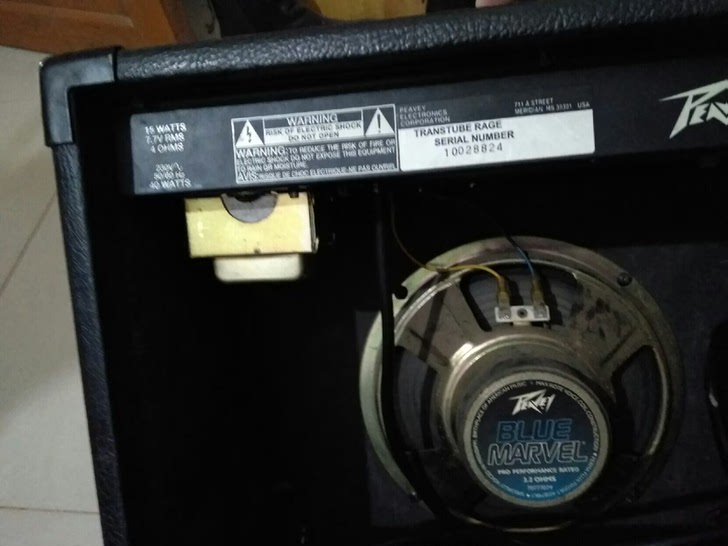 15 WATTS
7.7V RMS
4 OHMS
50/60 Hz
40 WATTS
WARNING
RISK OF ELECTRIC SHOCK
DO NOT OPEN
WARNING: TO REDUCE THE RISK OF FIRE OR
ELECTRIC SHOCK DO NOT EXPOSE THIS EQUIPMENT
TO RAIN OR MOISTURE.
AVIS: RISQUE DE CHOC ELECTRIQUE-NE PAS OUVRIR.
PEAVEY
ELECTRONICS
CORPORATION
711 A STREET
MERIDIAN, MS 39301 USA
TRANSTUBE RAGE
SERIAL NUMBER
10028824
PEAVEY
BLUE
MARVEL
PRO PERFORMANCE RATED
3.2 OHMS